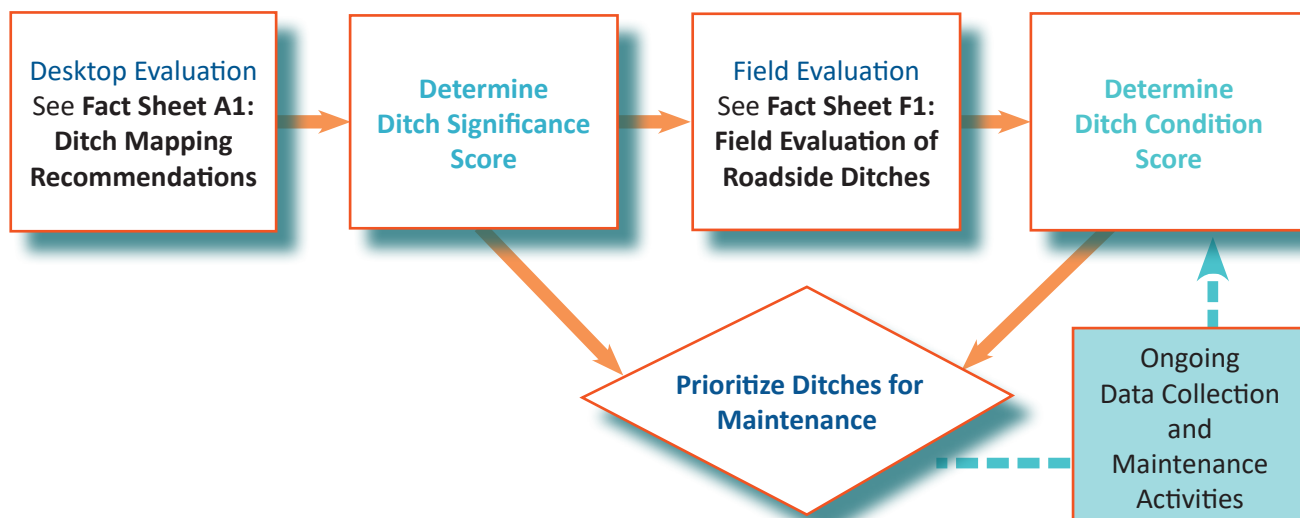 Desktop Evaluation
See Fact Sheet A1:
Ditch Mapping
Recommendations
Determine
Ditch Significance
Score
Field Evaluation
See Fact Sheet F1:
Field Evaluation of
Roadside Ditches
Determine
Ditch Condition
Score
Prioritize Ditches for
Maintenance
Ongoing
Data Collection
and
Maintenance
Activities